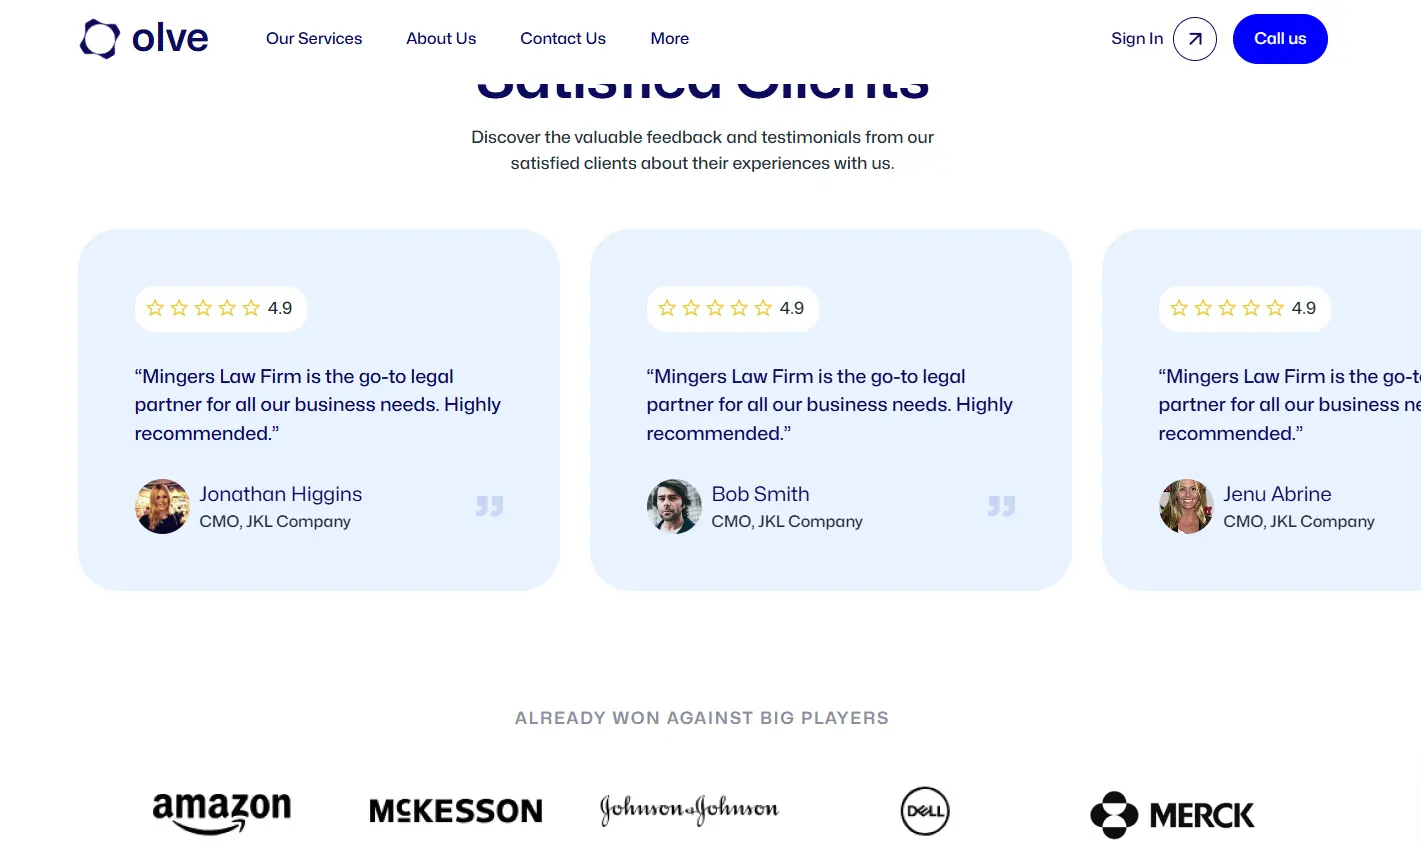 olve
Our Services
About Us
Contact Us
More
Sign In
Call us
Satisfied Clients
Discover the valuable feedback and testimonials from our
satisfied clients about their experiences with us.
4.9
“Mingers Law Firm is the go-to legal
partner for all our business needs. Highly
recommended.”
Jonathan Higgins
CMO, JKL Company
4.9
“Mingers Law Firm is the go-to legal
partner for all our business needs. Highly
recommended.”
Bob Smith
CMO, JKL Company
4.9
“Mingers Law Firm is the go-t
partner for all our business ne
recommended.”
Jenu Abrine
CMO, JKL Company
ALREADY WON AGAINST BIG PLAYERS
amazon
MCKESSON
Johnson & Johnson
DELL
MERCK